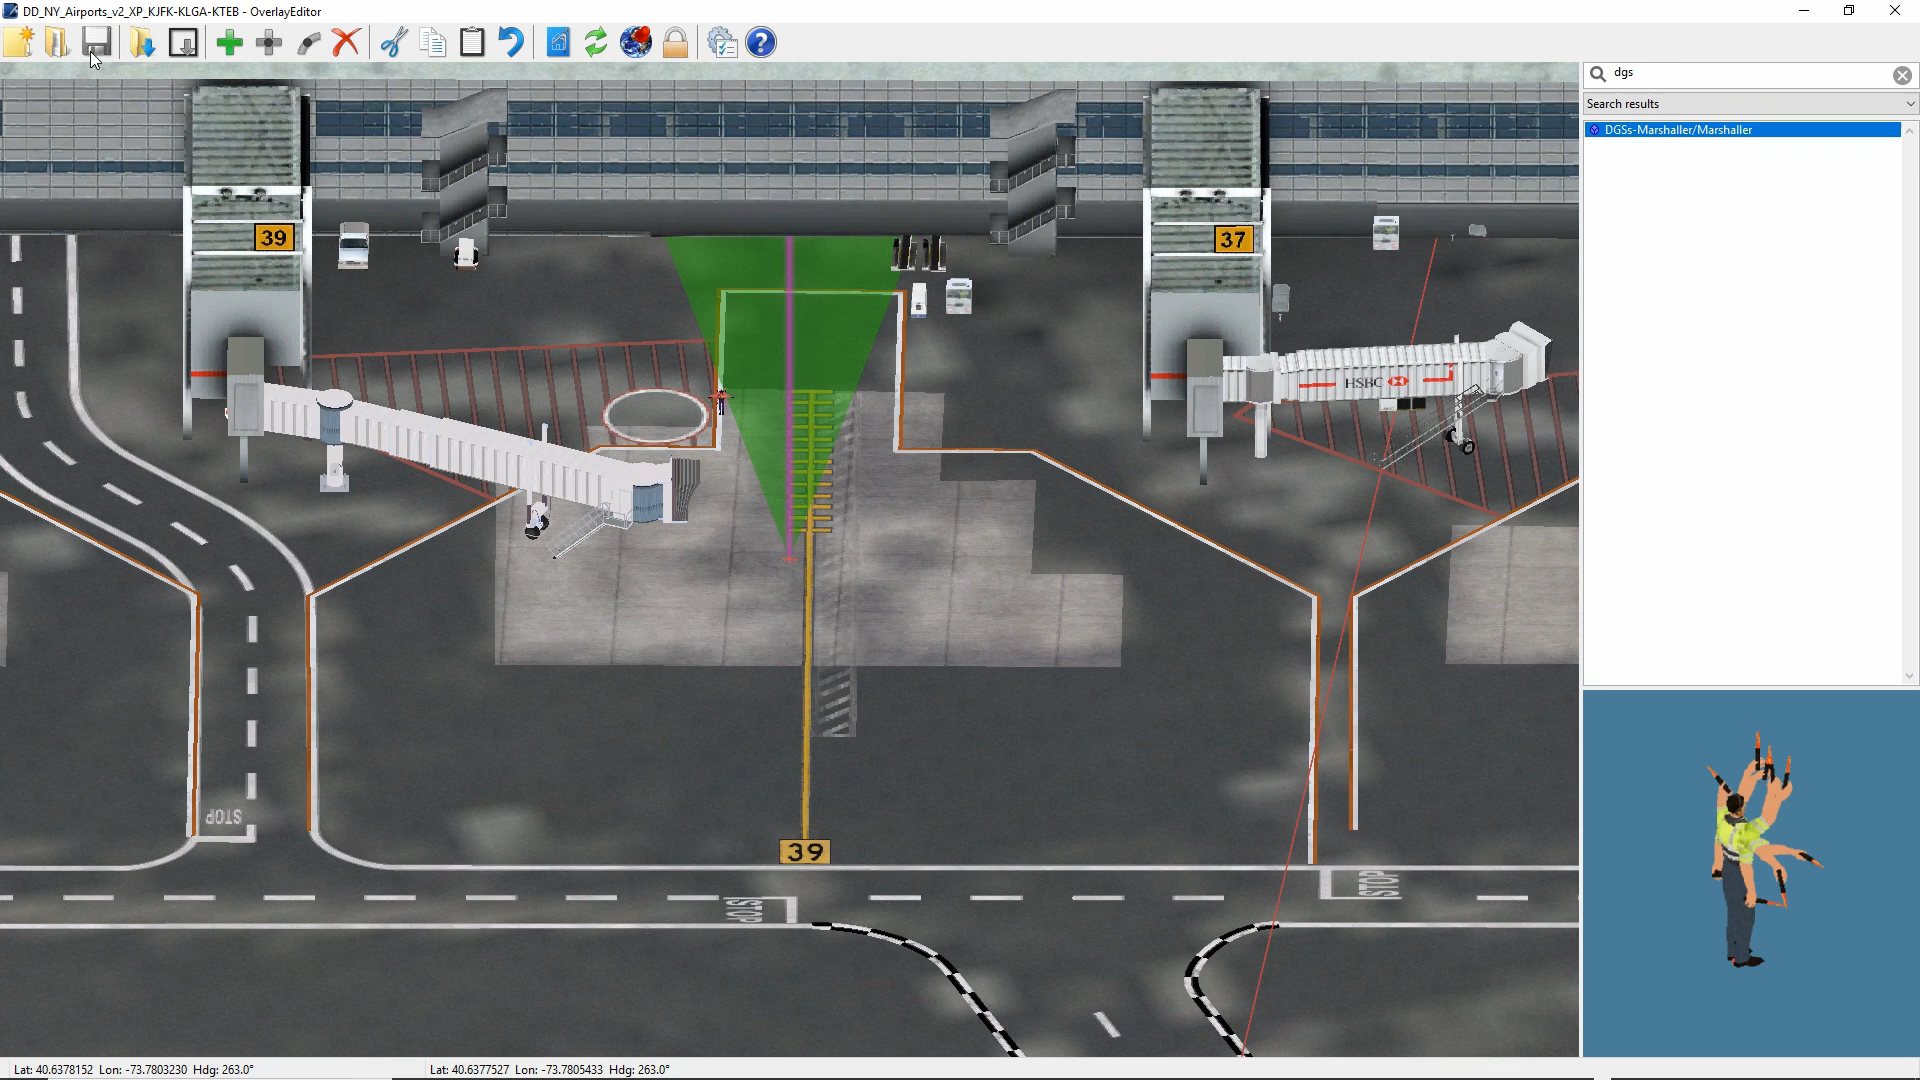 DD_NY_Airports_v2_XP_KJFK-KLGA-KTEB - OverlayEditor
dgs
Search results
DGSs-Marshaller/Marshaller
39
37
HSBC
STOP
39
STOP
STOP
Lat: 40.6378152 Lon: -73.7803230 Hdg: 263.0°
Lat: 40.6377527 Lon: -73.7805433 Hdg: 263.0°